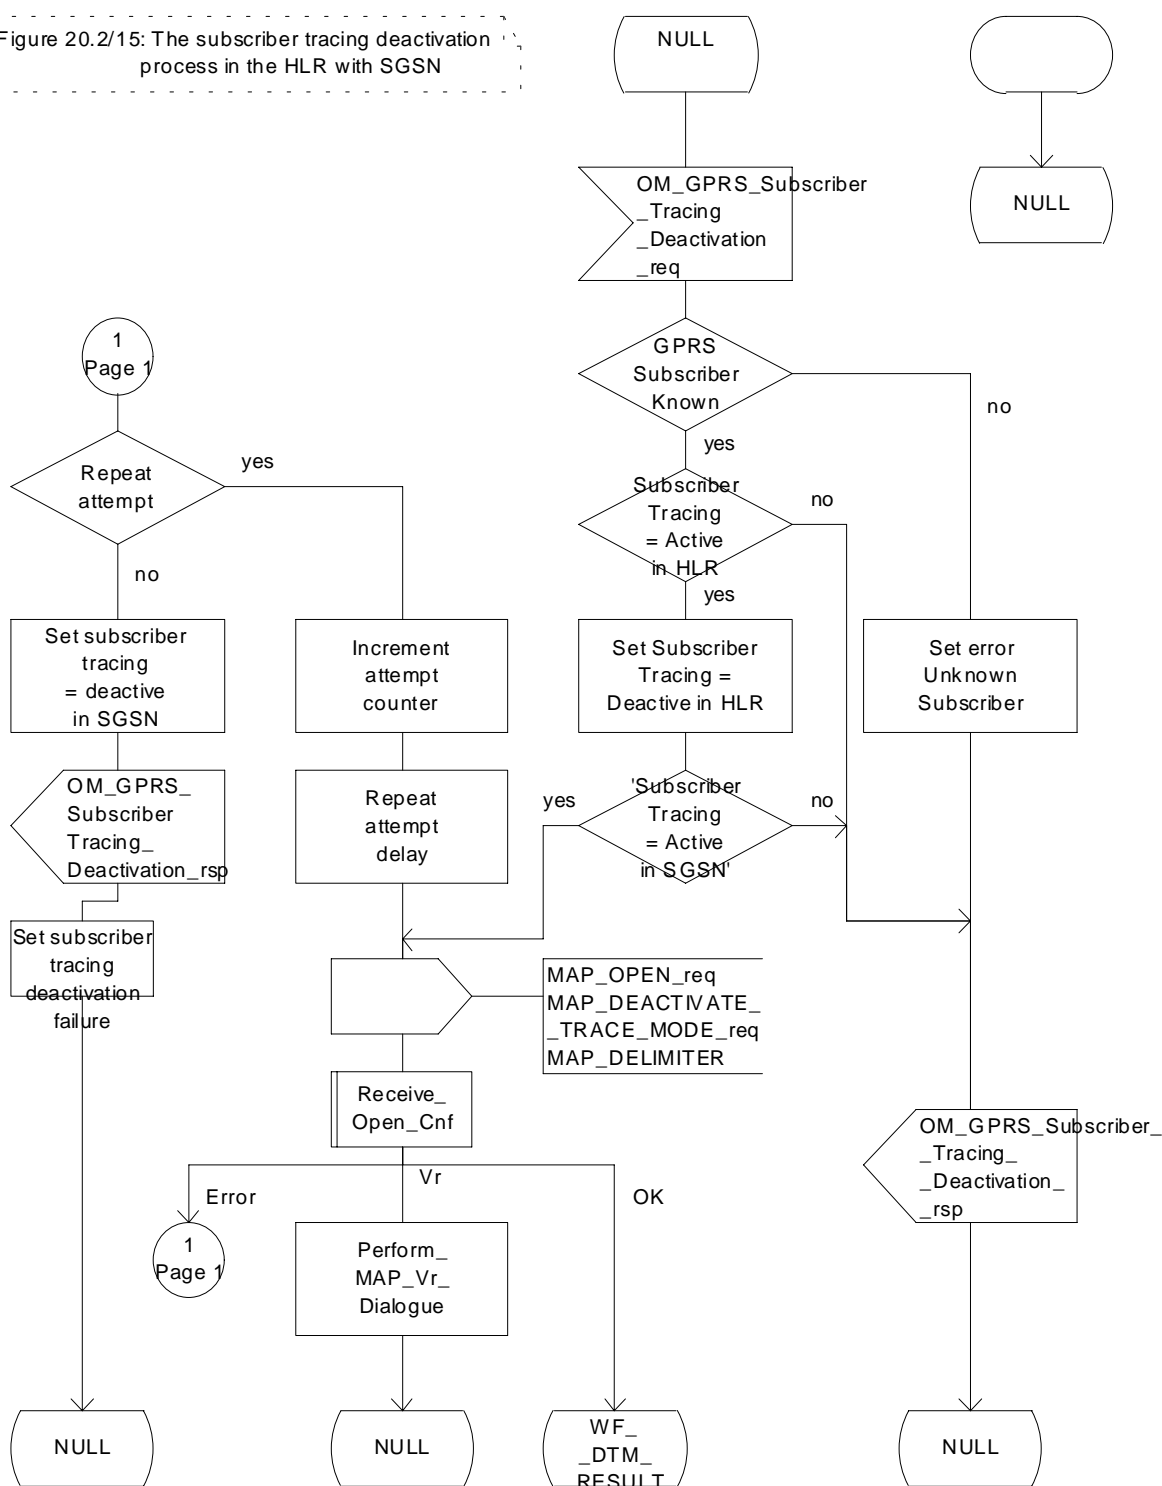 Figure 20.2/15: The subscriber tracing deactivation
process in the HLR with SGSN
NULL
OM_GPRS_Subscriber
_Tracing
_Deactivation
_req
NULL
1
Page 1
GPRS
Subscriber
Known
no
yes
Repeat
attempt
yes
no
Subscriber
Tracing
= Active
in HLR
no
yes
Set subscriber
tracing
= deactive
in SGSN
Increment
attempt
counter
Set Subscriber
Tracing =
Deactive in HLR
Set error
Unknown
Subscriber
OM_GPRS_
Subscriber
Tracing_
Deactivation_rsp
Repeat
attempt
delay
yes
'Subscriber
Tracing
= Active
in SGSN'
no
Set subscriber
tracing
deactivation
failure
MAP_OPEN_req
MAP_DEACTIVATE_
_TRACE_MODE_req
MAP_DELIMITER
Receive_
Open_Cnf
OM_GPRS_Subscriber_
_Tracing_
_Deactivation_
_rsp
Error
Vr
OK
1
Page 1
Perform_
MAP_Vr_
Dialogue
NULL
NULL
WF_
_DTM_
RESULT
NULL